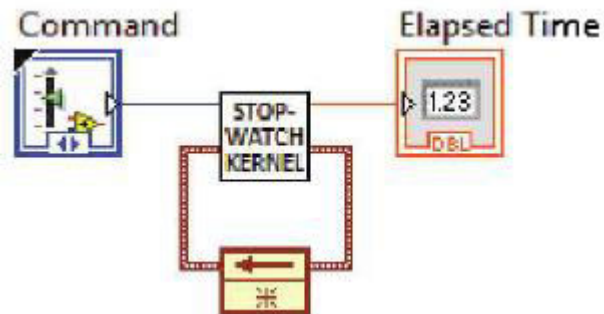 Command
Elapsed Time
STOP-
WATCH
KERNEL
1.23
DBL